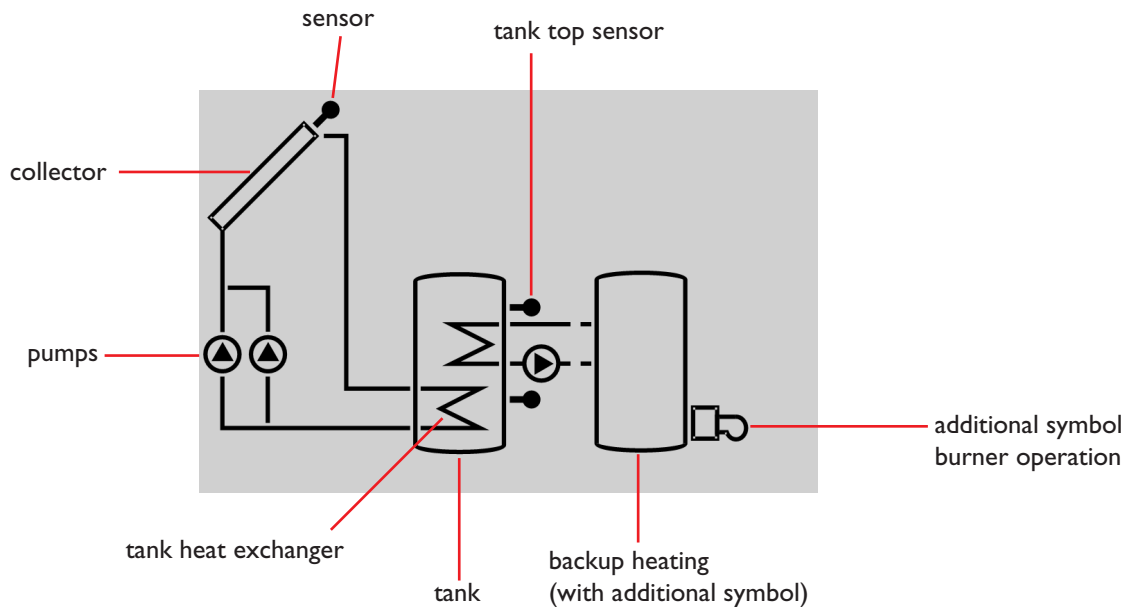 sensor
tank top sensor
collector
pumps
additional symbol
burner operation
tank heat exchanger
tank
backup heating
(with additional symbol)